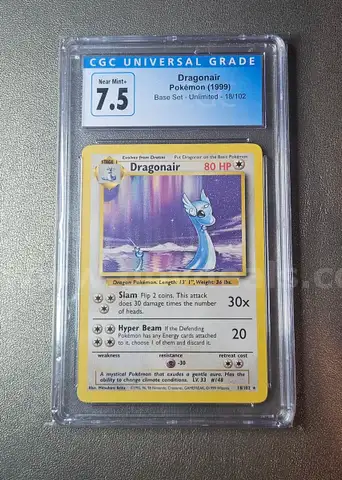 CGC UNIVERSAL GRADE
Near Mint+
7.5
Dragonair
Pokémon (1999)
Base Set - Unlimited - 18/102
STAGE 1
Evolves from Dratini
Put Dragonair on the Basic Pokémon
Dragonair
80 HP
Dragon Pokémon. Length: 13' 1", Weight: 36 lbs.
Slam Flip 2 coins. This attack
does 30 damage times the number
of heads.
30x
Hyper Beam If the Defending
Pokémon has any Energy cards attached
to it, choose 1 of them and discard it.
20
weakness
resistance
retreat cost
-30
A mystical Pokémon that exudes a gentle aura. Has the
ability to change climate conditions. LV. 33 #148
Illus. Mitsuhiro Arita
18/102